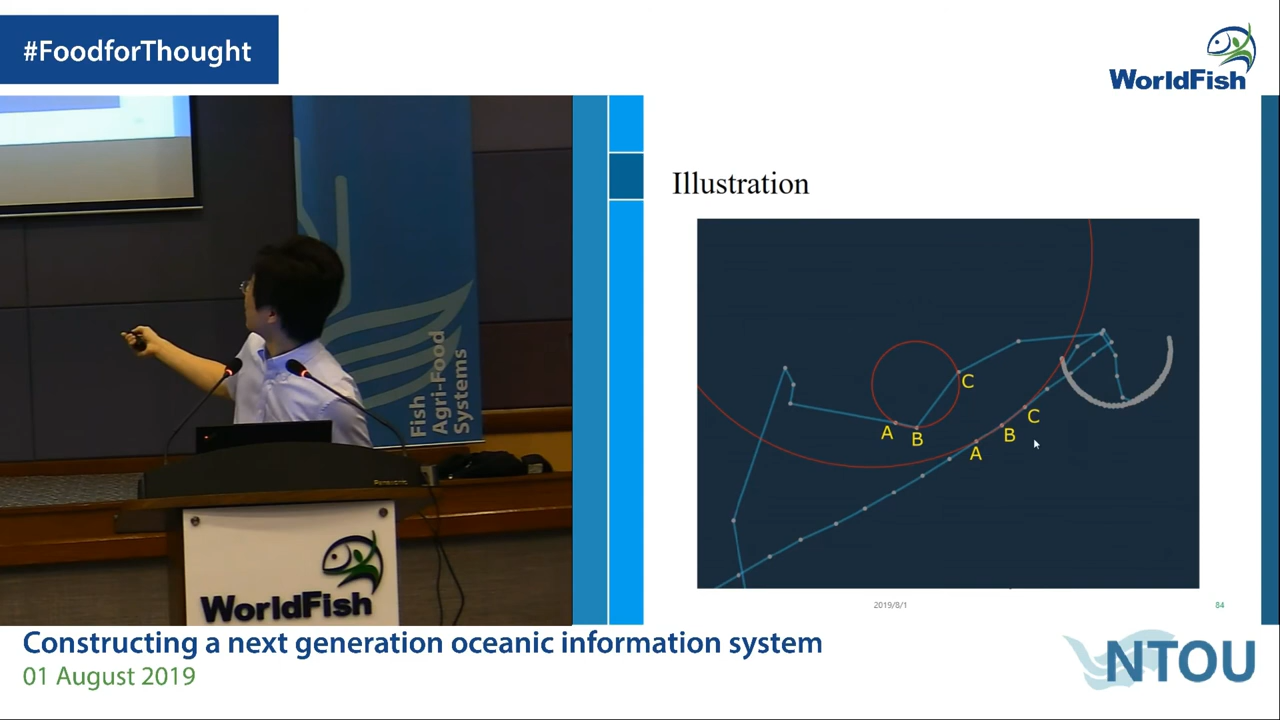 #FoodforThought
WorldFish
Illustration
C
A
B
C
B
A
Fish
Agri-Food
Systems
Panasonic
WorldFish
2019/8/1
84
Constructing a next generation oceanic information system
01 August 2019
NTOU